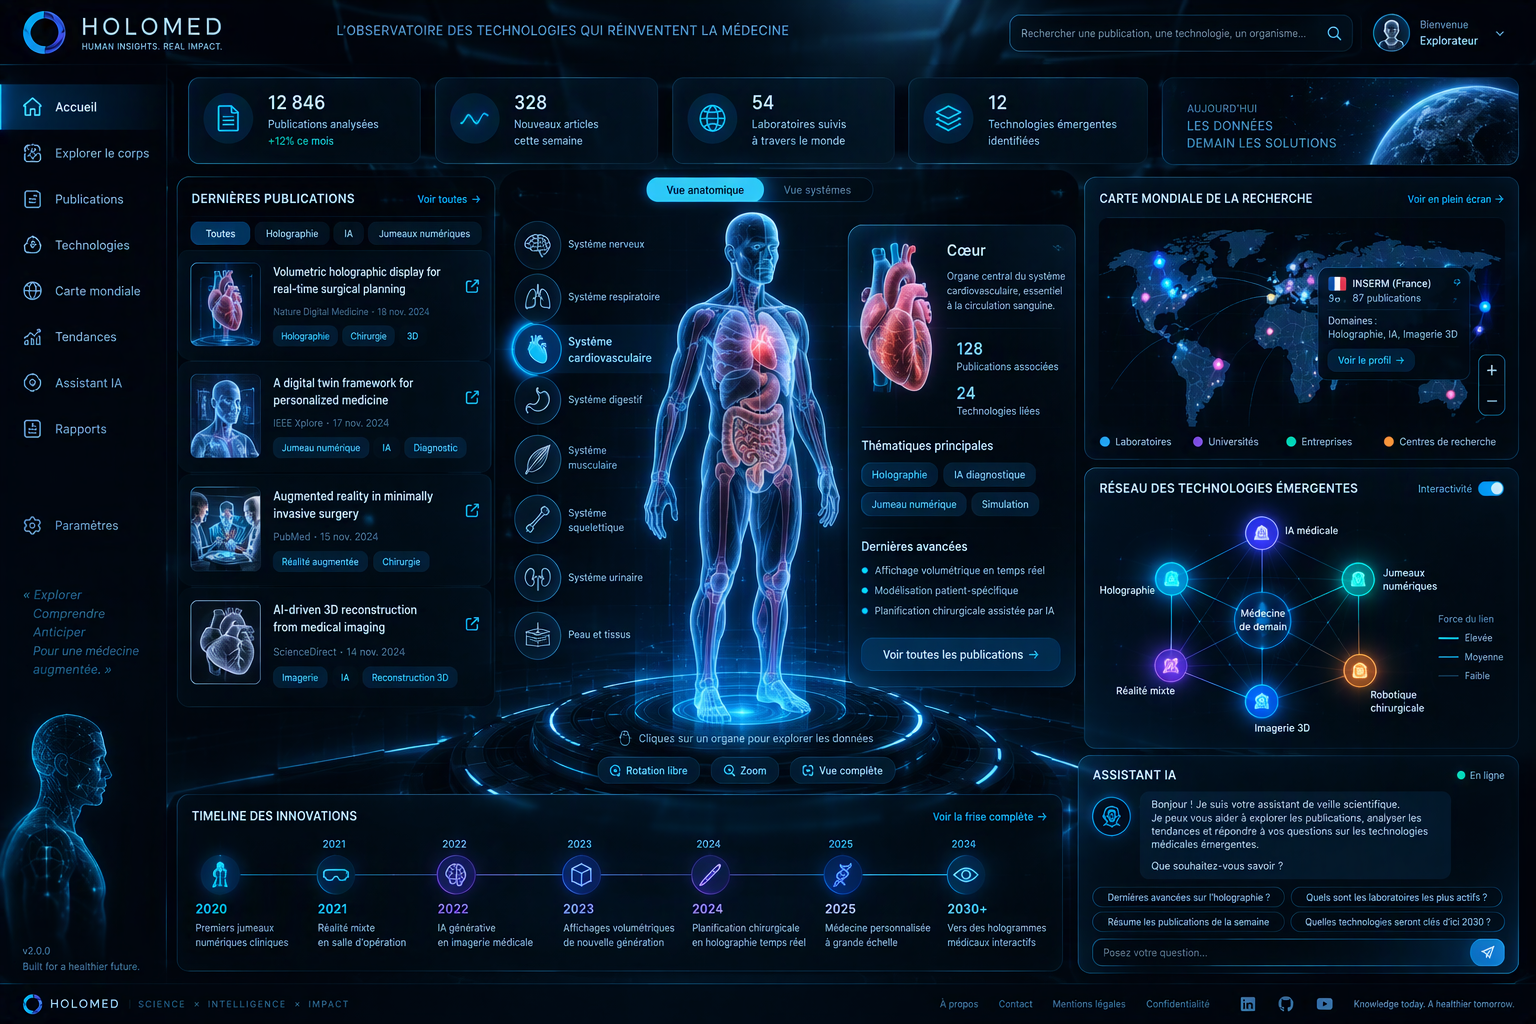 HOLOMED
HUMAN INSIGHTS. REAL IMPACT.
L'OBSERVATOIRE DES TECHNOLOGIES QUI RÉINVENTENT LA MÉDECINE
Rechercher une publication, une technologie, un organisme...
Bienvenue
Explorateur
Accueil
Explorer le corps
Publications
Technologies
Carte mondiale
Tendances
Assistant IA
Rapports
Paramètres
« Explorer
Comprendre
Anticiper
Pour une médecine
augmentée. »
v2.0.0
Built for a healthier future.
12 846
Publications analysées
+12% ce mois
328
Nouveaux articles
cette semaine
54
Laboratoires suivis
à travers le monde
12
Technologies émergentes
identifiées
AUJOURD'HUI
LES DONNÉES
DEMAIN LES SOLUTIONS
DERNIÈRES PUBLICATIONS
Voir toutes →
Toutes
Holographie
IA
Jumeaux numériques
Volumetric holographic display for
real-time surgical planning
Nature Digital Medicine • 18 nov. 2024
Holographie
Chirurgie
3D
A digital twin framework for
personalized medicine
IEEE Xplore • 17 nov. 2024
Jumeau numérique
IA
Diagnostic
Augmented reality in minimally
invasive surgery
PubMed • 15 nov. 2024
Réalité augmentée
Chirurgie
AI-driven 3D reconstruction
from medical imaging
ScienceDirect • 14 nov. 2024
Imagerie
IA
Reconstruction 3D
Vue anatomique
Vue systèmes
Système nerveux
Système respiratoire
Système
cardiovasculaire
Système digestif
Système
musculaire
Système
squelettique
Système urinaire
Peau et tissus
Cœur
Organe central du système
cardiovasculaire, essentiel
à la circulation sanguine.
128
Publications associées
24
Technologies liées
Thématiques principales
Holographie
IA diagnostique
Jumeau numérique
Simulation
Dernières avancées
Affichage volumétrique en temps réel
Modélisation patient-spécifique
Planification chirurgicale assistée par IA
Voir toutes les publications →
Cliques sur un organe pour explorer les données
Rotation libre
Zoom
Vue complète
CARTE MONDIALE DE LA RECHERCHE
Voir en plein écran →
INSERM (France)
87 publications
Domaines :
Holographie, IA, Imagerie 3D
Voir le profil →
+
−
Laboratoires
Universités
Entreprises
Centres de recherche
RÉSEAU DES TECHNOLOGIES ÉMERGENTES
Interactivité
IA médicale
Holographie
Jumeaux
numériques
Médecine
de demain
Réalité mixte
Robotique
chirurgicale
Imagerie 3D
Force du lien
Élevée
Moyenne
Faible
TIMELINE DES INNOVATIONS
Voir la frise complète →
2021
2022
2023
2024
2025
2024
2020
Premiers jumeaux
numériques cliniques
2021
Réalité mixte
en salle d'opération
2022
IA générative
en imagerie médicale
2023
Affichages volumétriques
de nouvelle génération
2024
Planification chirurgicale
en holographie temps réel
2025
Médecine personnalisée
à grande échelle
2030+
Vers des hologrammes
médicaux interactifs
ASSISTANT IA
En ligne
Bonjour ! Je suis votre assistant de veille scientifique.
Je peux vous aider à explorer les publications, analyser les
tendances et répondre à vos questions sur les technologies
médicales émergentes.
Que souhaitez-vous savoir ?
Dernières avancées sur l'holographie ?
Quels sont les laboratoires les plus actifs ?
Résume les publications de la semaine
Quelles technologies seront clés d'ici 2030 ?
Posez votre question...
HOLOMED
SCIENCE × INTELLIGENCE × IMPACT
À propos
Contact
Mentions légales
Confidentialité
Knowledge today. A healthier tomorrow.